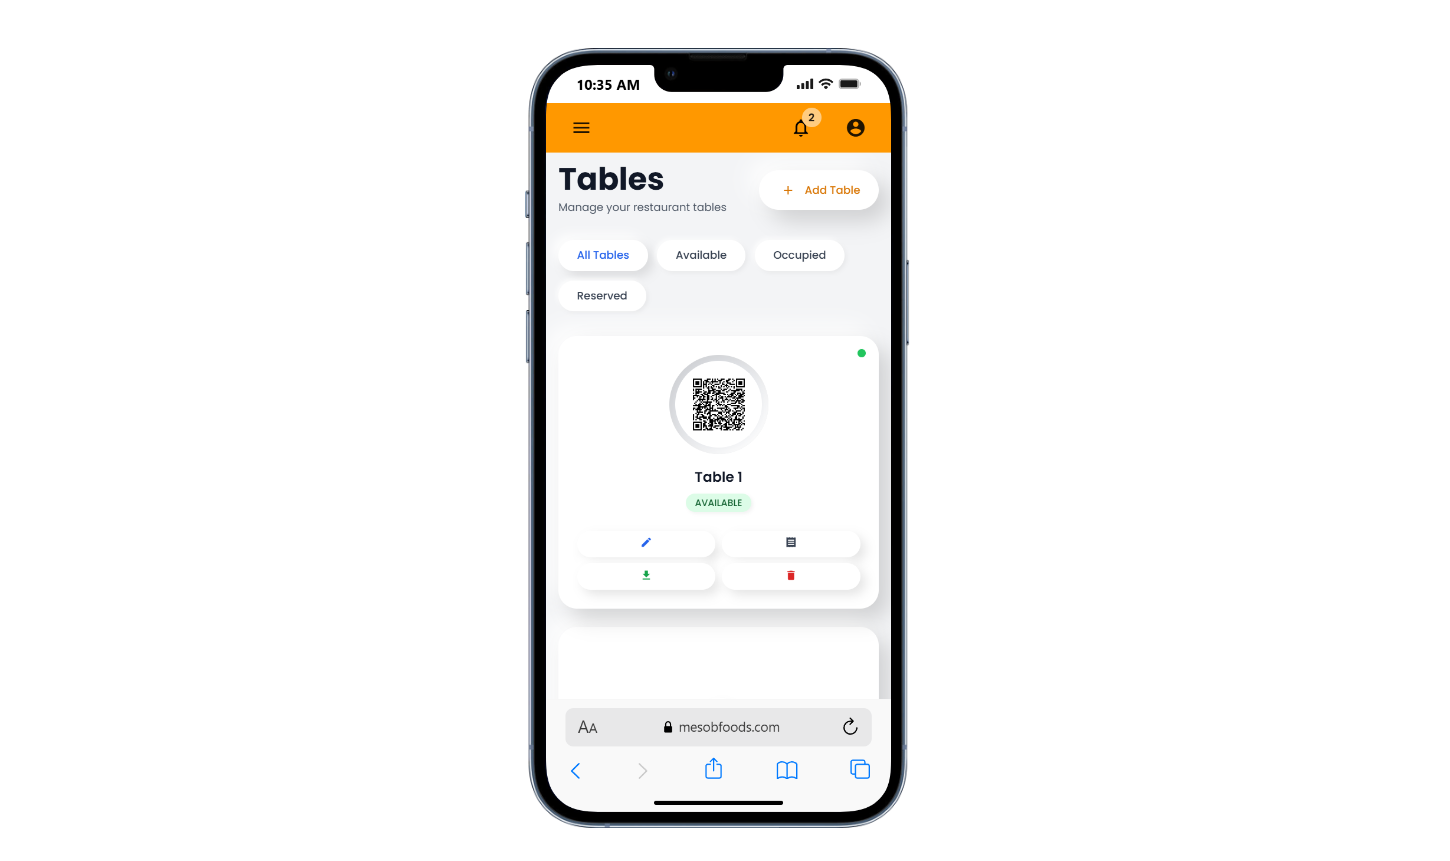 10:35 AM
2
Tables
Add Table
Manage your restaurant tables
All Tables
Available
Occupied
Reserved
Table 1
AVAILABLE
AA
mesobfoods.com